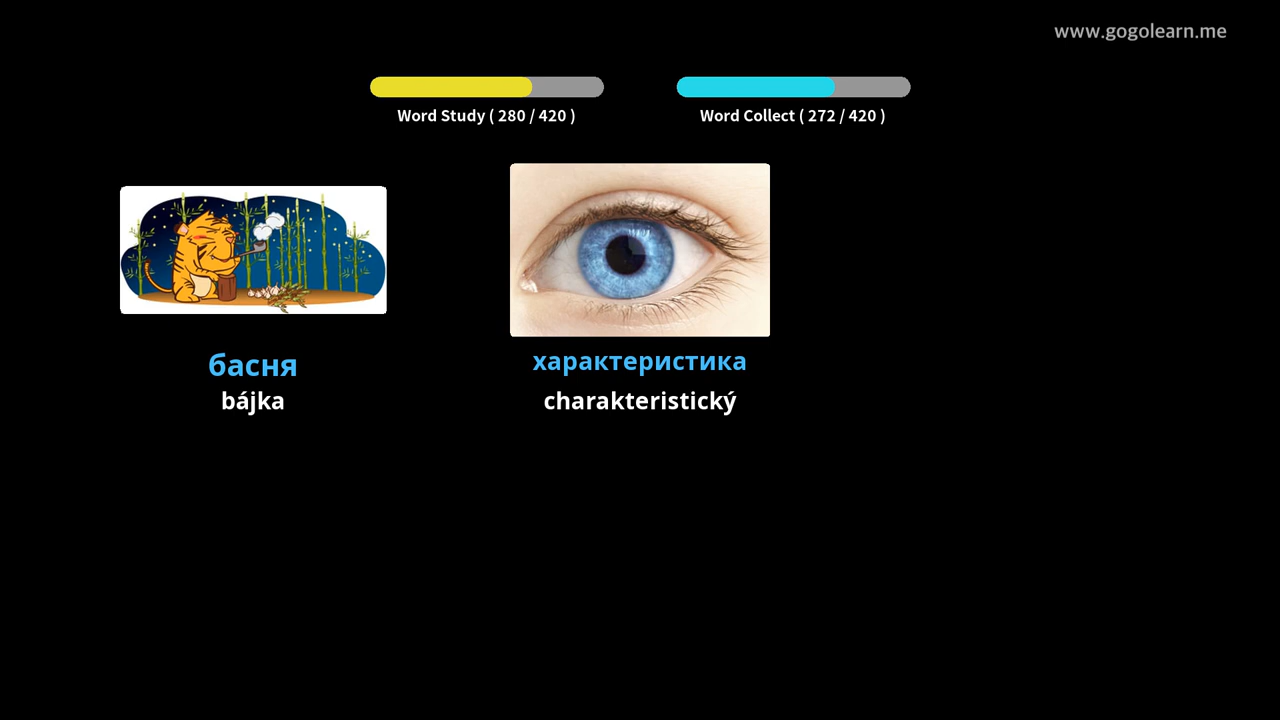 www.gogolearn.me
Word Study ( 280 / 420 )
Word Collect ( 272 / 420 )
басня
bájka
характеристика
charakteristický